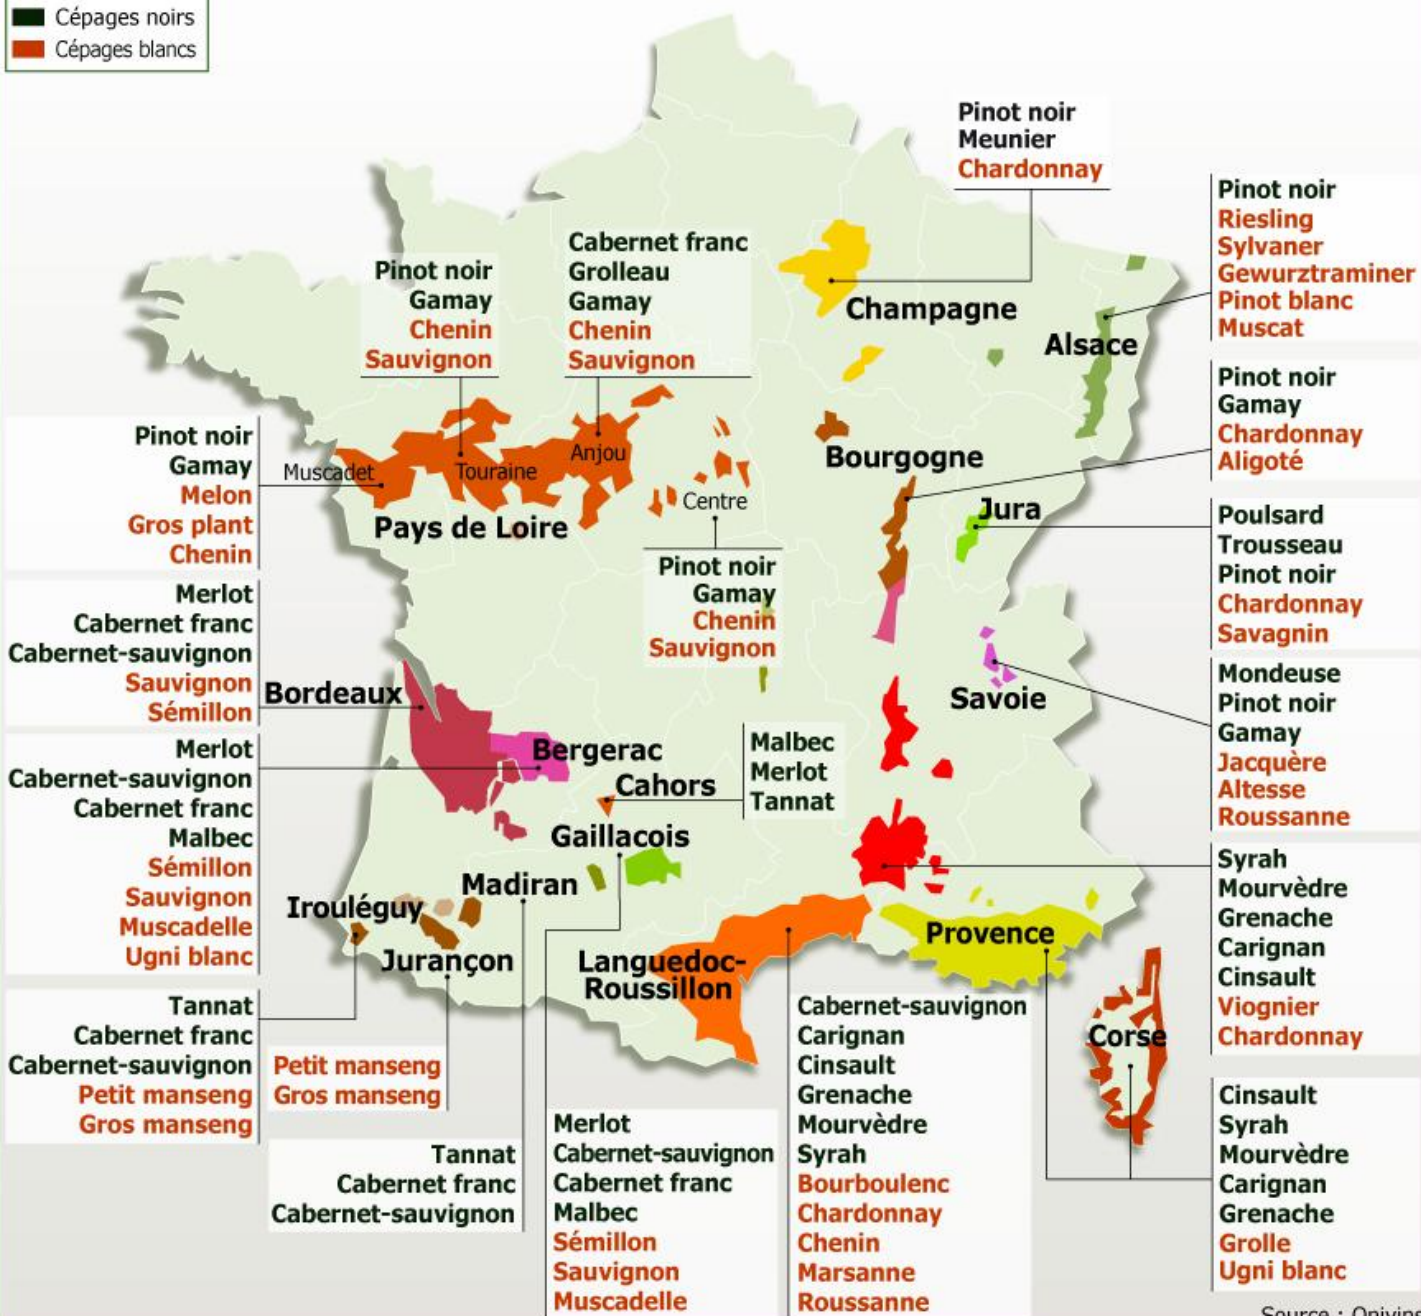 Cépages noirs
Cépages blancs
Pinot noir
Meunier
Chardonnay
Champagne
Pinot noir
Riesling
Sylvaner
Gewurztraminer
Pinot blanc
Muscat
Alsace
Pinot noir
Gamay
Chenin
Sauvignon
Cabernet franc
Grolleau
Gamay
Chenin
Sauvignon
Pinot noir
Gamay
Chardonnay
Aligoté
Bourgogne
Pinot noir
Gamay
Melon
Gros plant
Chenin
Muscadet
Touraine
Anjou
Pays de Loire
Centre
Pinot noir
Gamay
Chenin
Sauvignon
Jura
Poulsard
Trousseau
Pinot noir
Chardonnay
Savagnin
Merlot
Cabernet franc
Cabernet-sauvignon
Sauvignon
Sémillon
Bordeaux
Savoie
Mondeuse
Pinot noir
Gamay
Jacquère
Altesse
Roussanne
Merlot
Cabernet-sauvignon
Cabernet franc
Malbec
Sémillon
Sauvignon
Muscadelle
Ugni blanc
Bergerac
Cahors
Malbec
Merlot
Tannat
Gaillacois
Madiran
Irouléguy
Jurançon
Languedoc-
Roussillon
Provence
Corse
Syrah
Mourvèdre
Grenache
Carignan
Cinsault
Viognier
Chardonnay
Tannat
Cabernet franc
Cabernet-sauvignon
Petit manseng
Gros manseng
Petit manseng
Gros manseng
Tannat
Cabernet franc
Cabernet-sauvignon
Merlot
Cabernet-sauvignon
Cabernet franc
Malbec
Sémillon
Sauvignon
Muscadelle
Cabernet-sauvignon
Carignan
Cinsault
Grenache
Mourvèdre
Syrah
Bourboulenc
Chardonnay
Chenin
Marsanne
Roussanne
Cinsault
Syrah
Mourvèdre
Carignan
Grenache
Grolle
Ugni blanc
Source : Onivins